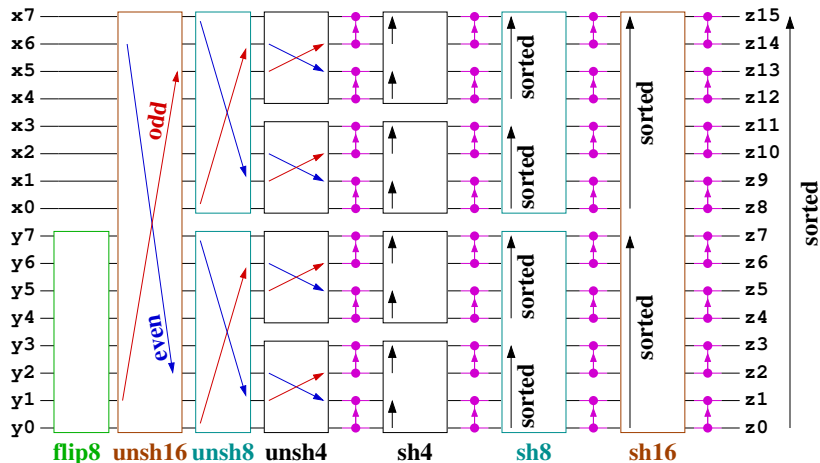 x7 z15
x6 z14
x5 z13
x4 z12
x3 z11
x2 z10
x1 z9
x0 z8
y7 z7
y6 z6
y5 z5
y4 z4
y3 z3
y2 z2
y1 z1
y0 z0
odd
even
sorted
sorted
sorted
sorted
sorted
sorted
sorted
flip8 unsh16 unsh8 unsh4 sh4 sh8 sh16